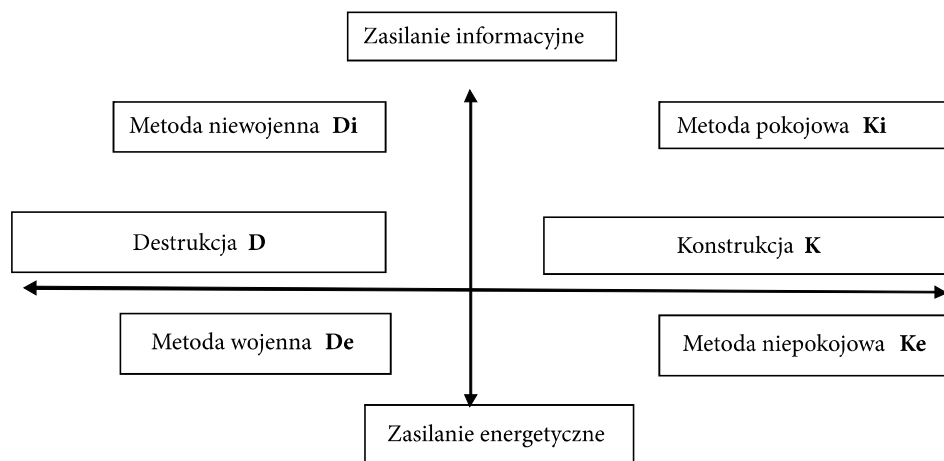 Zasilanie informacyjne
Metoda niewojenna Di
Metoda pokojowa Ki
Destrukcja D
Konstrukcja K
Metoda wojenna De
Metoda niepokojowa Ke
Zasilanie energetyczne